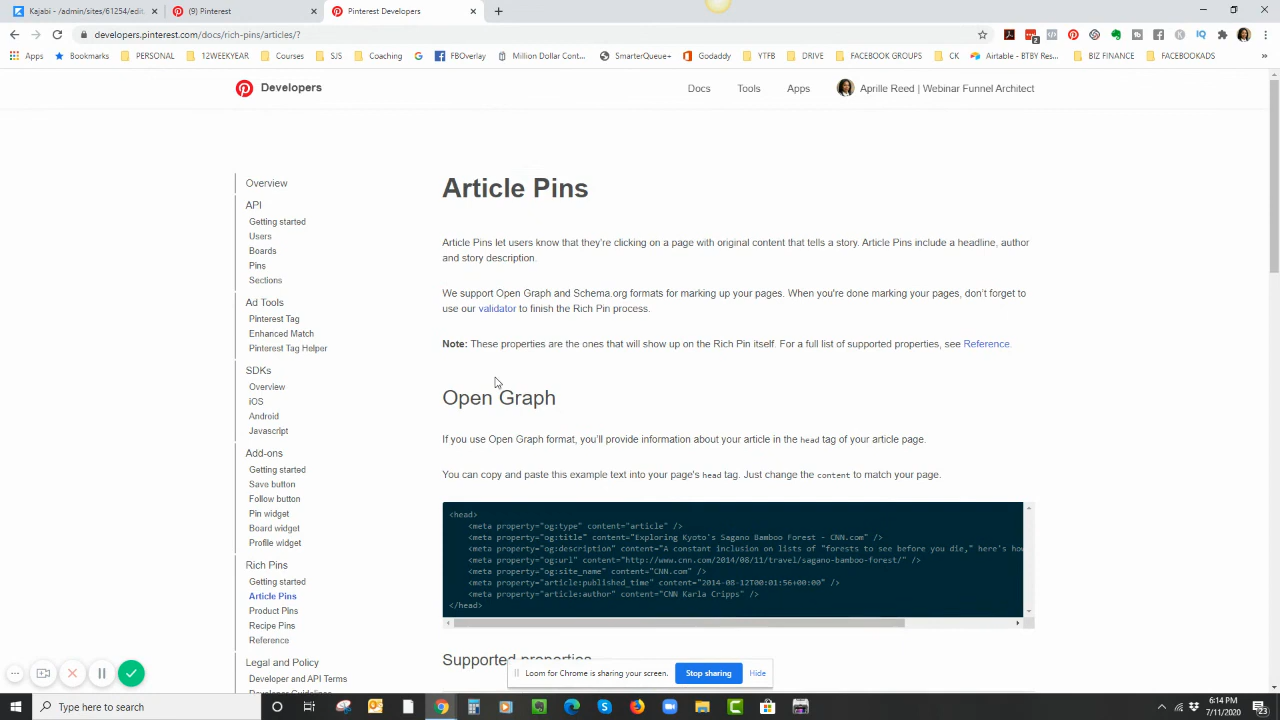 Kajabi - /admin/sites/61254/edi
(9) Pinterest
Pinterest Developers
developers.pinterest.com/docs/rich-pins/articles/?
Apps
Bookmarks
PERSONAL
12WEEKYEAR
Courses
SJT
Coaching
FBOverlay
Million Dollar Cont...
SmarterQueue+
Godaddy
YTFB
DRIVE
FACEBOOK GROUPS
CK
Airtable - BTBY Res...
BIZ FINANCE
FACEBOOKADS
Developers
Docs
Tools
Apps
Aprille Reed | Webinar Funnel Architect
Overview
API
Getting started
Users
Boards
Pins
Sections
Ad Tools
Pinterest Tag
Enhanced Match
Pinterest Tag Helper
SDKs
Overview
iOS
Android
Javascript
Add-ons
Getting started
Save button
Follow button
Pin widget
Board widget
Profile widget
Rich Pins
Getting started
Article Pins
Product Pins
Recipe Pins
Reference
Legal and Policy
Developer and API Terms
Developer Guidelines
Article Pins
Article Pins let users know that they're clicking on a page with original content that tells a story. Article Pins include a headline, author
and story description.
We support Open Graph and Schema.org formats for marking up your pages. When you're done marking your pages, don't forget to
use our validator to finish the Rich Pin process.
Note: These properties are the ones that will show up on the Rich Pin itself. For a full list of supported properties, see Reference.
Open Graph
If you use Open Graph format, you'll provide information about your article in the head tag of your article page.
You can copy and paste this example text into your page's head tag. Just change the content to match your page.
<head>
<meta property="og:type" content="article" />
<meta property="og:title" content="Exploring Kyoto's Sagano Bamboo Forest - CNN.com" />
<meta property="og:description" content="A constant inclusion on lists of "forests to see before you die," here's how
<meta property="og:url" content="http://www.cnn.com/2014/08/11/travel/sagano-bamboo-forest/" />
<meta property="og:site_name" content="CNN.com" />
<meta property="article:published_time" content="2014-08-12T00:01:56+00:00" />
<meta property="article:author" content="CNN Karla Cripps" />
</head>
Supported properties
Loom for Chrome is sharing your screen.
Stop sharing
Hide
Type here to search
6:14 PM
7/11/2020